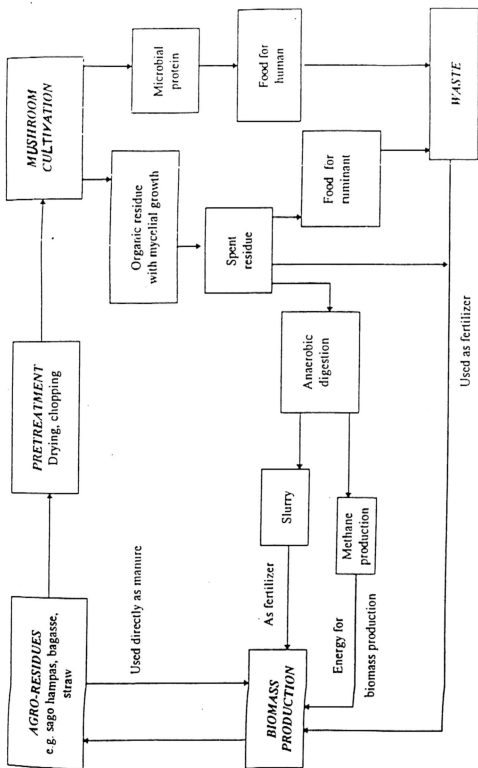 AGRO-RESIDUES
e.g. sago hampas, bagasse,
straw
PRETREATMENT
Drying, chopping
MUSHROOM
CULTIVATION
Microbial
protein
Food for
human
Organic residue
with mycelial growth
Spent
residue
Food for
ruminant
WASTE
Used directly as manure
Anaerobic
digestion
Slurry
As fertilizer
Methane
production
Energy for
biomass production
BIOMASS
PRODUCTION
Used as fertilizer